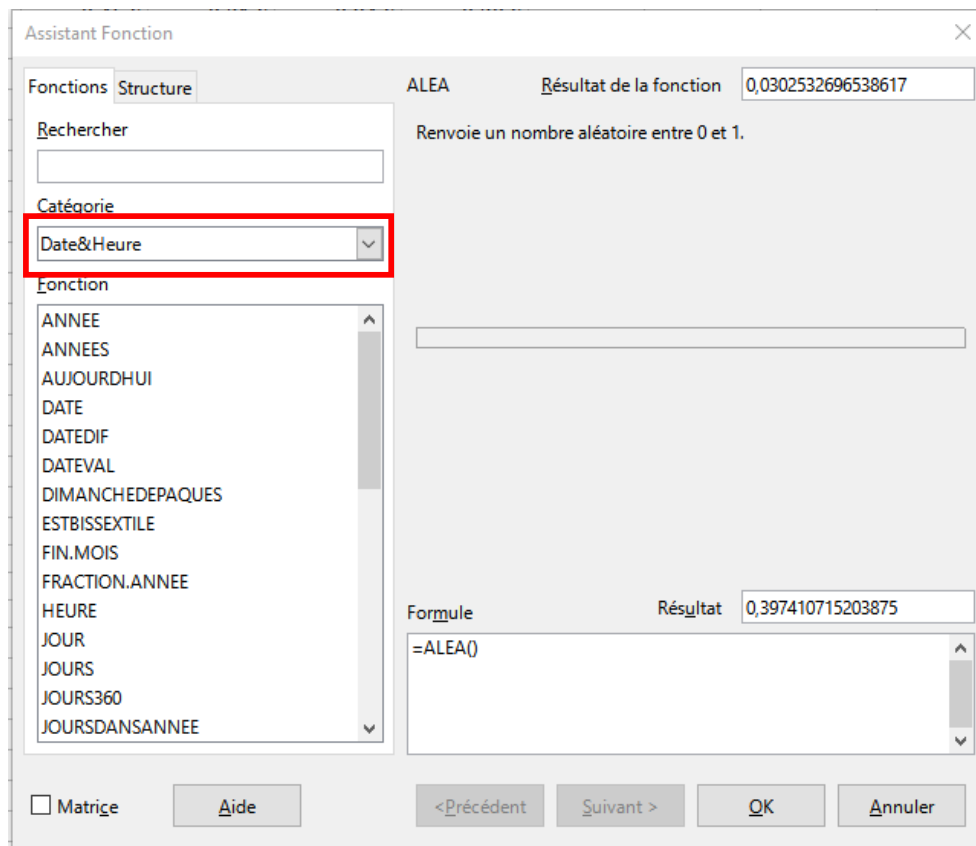 Assistant Fonction
Fonctions Structure
Rechercher
Catégorie
Date&Heure
Fonction
ANNEE
ANNEES
AUJOURDHUI
DATE
DATEDIF
DATEVAL
DIMANCHEDEPAQUES
ESTBISSEXTILE
FIN.MOIS
FRACTION.ANNEE
HEURE
JOUR
JOURS
JOURS360
JOURSDANSANNEE
ALEA Résultat de la fonction 0,0302532696538617
Renvoie un nombre aléatoire entre 0 et 1.
Formule Résultat 0,397410715203875
=ALEA()
Matrice Aide <Précédent Suivant > OK Annuler